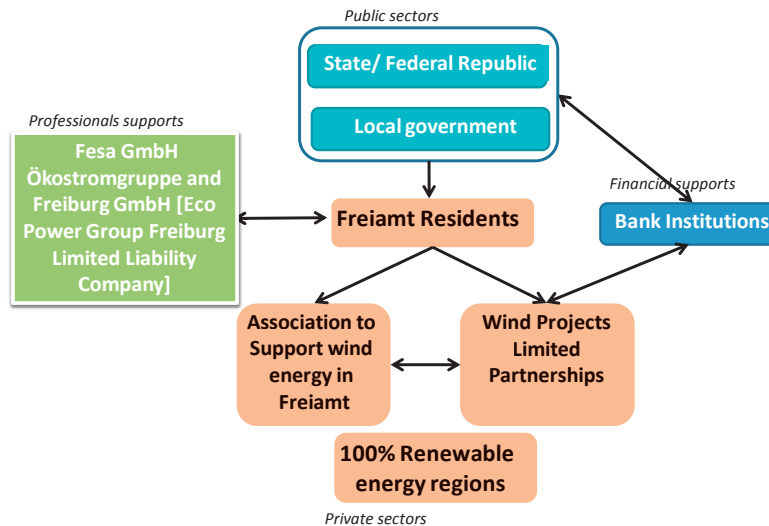 Public sectors
State/ Federal Republic
Local government
Professionals supports
Fesa GmbH
Ökostromgruppe and
Freiburg GmbH [Eco
Power Group Freiburg
Limited Liability
Company]
Freiamt Residents
Financial supports
Bank Institutions
Association to
Support wind
energy in
Freiamt
Wind Projects
Limited
Partnerships
100% Renewable
energy regions
Private sectors